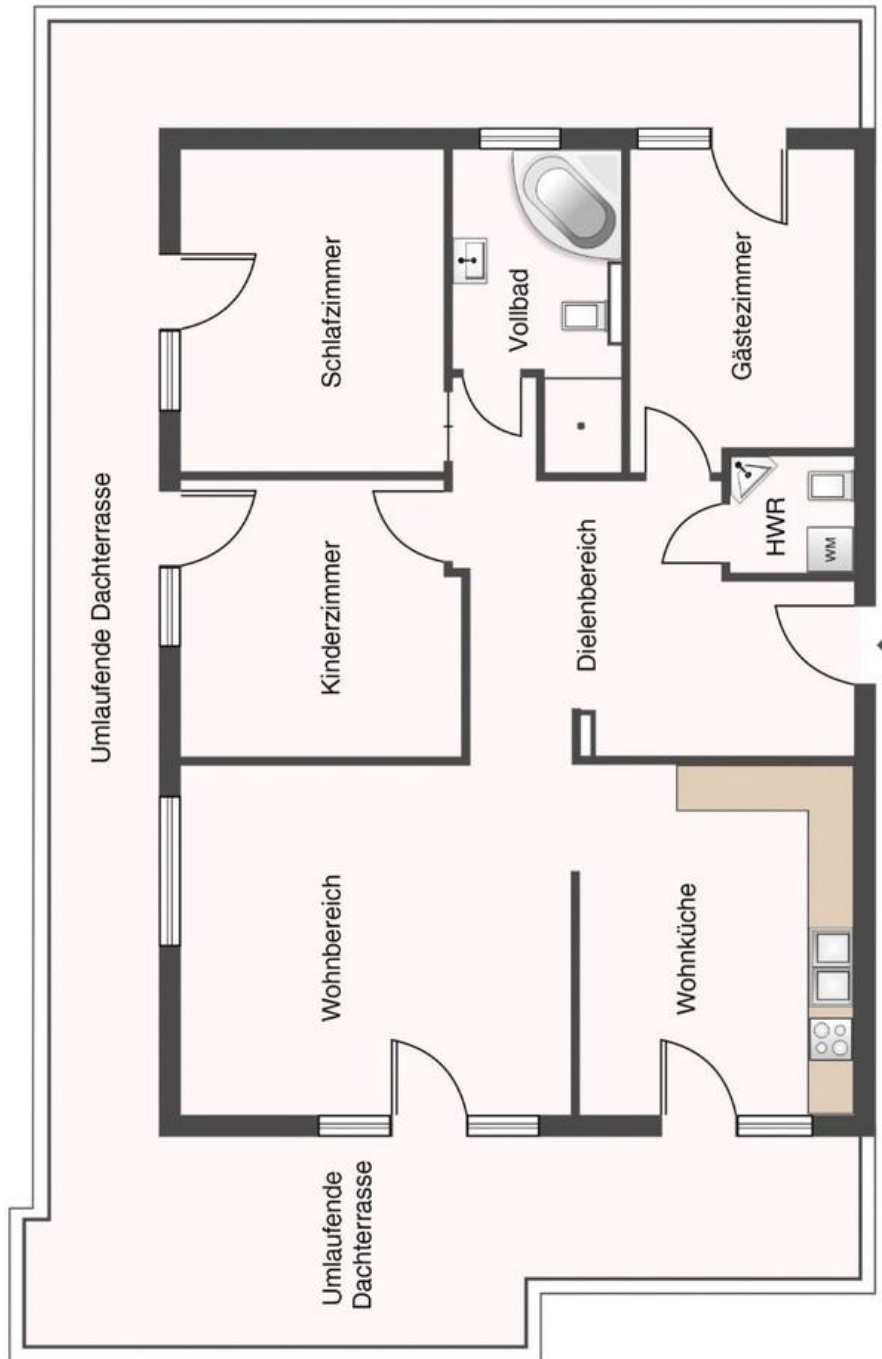 Umlaufende Dachterrasse
Wohnbereich
Kinderzimmer
Schlafzimmer
Umlaufende
Dachterrasse
Vollbad
Dielenbereich
Wohnküche
HWR
WM
Gästezimmer